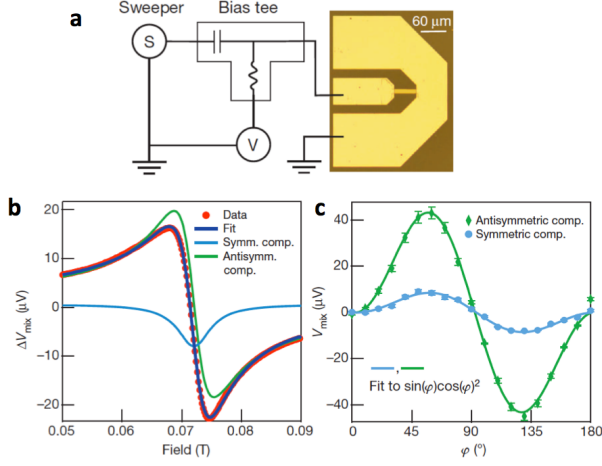 Sweeper
Bias tee
a
60 μm
S
V
b
20
10
0
-10
-20
ΔVmix (μV)
Data
Fit
Symm. comp.
Antisymm.
comp.
0.05
0.06
0.07
0.08
0.09
Field (T)
c
40
20
0
-20
-40
Vmix (μV)
Antisymmetric comp.
Symmetric comp.
Fit to sin(φ)cos(φ)²
0
45
90
135
180
φ (°)